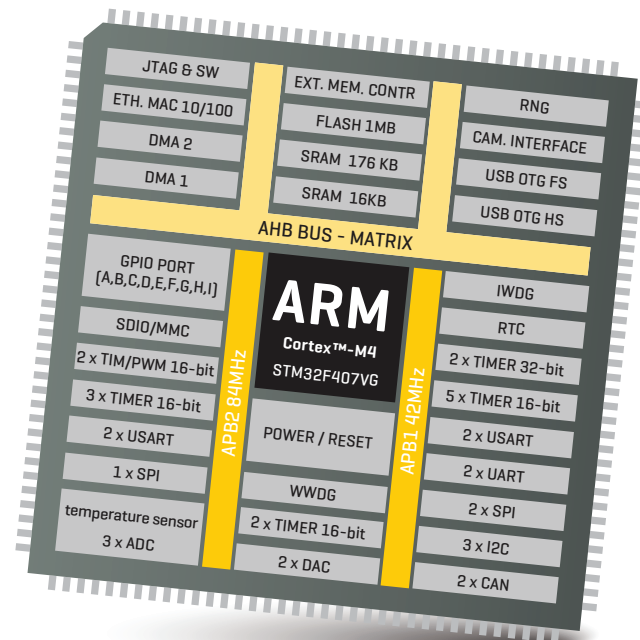 JTAG & SW
ETH. MAC 10/100
DMA 2
DMA 1
EXT. MEM. CONTR
FLASH 1MB
SRAM 176 KB
SRAM 16KB
RNG
CAM. INTERFACE
USB OTG FS
USB OTG HS
AHB BUS - MATRIX
GPIO PORT
(A,B,C,D,E,F,G,H,I)
SDIO/MMC
2 x TIM/PWM 16-bit
3 x TIMER 16-bit
2 x USART
1 x SPI
temperature sensor
3 x ADC
APB2 84MHz
ARM
Cortex™-M4
STM32F407VG
POWER / RESET
WWDG
2 x TIMER 16-bit
2 x DAC
APB1 42MHz
IWDG
RTC
2 x TIMER 32-bit
5 x TIMER 16-bit
2 x USART
2 x UART
2 x SPI
3 x I2C
2 x CAN